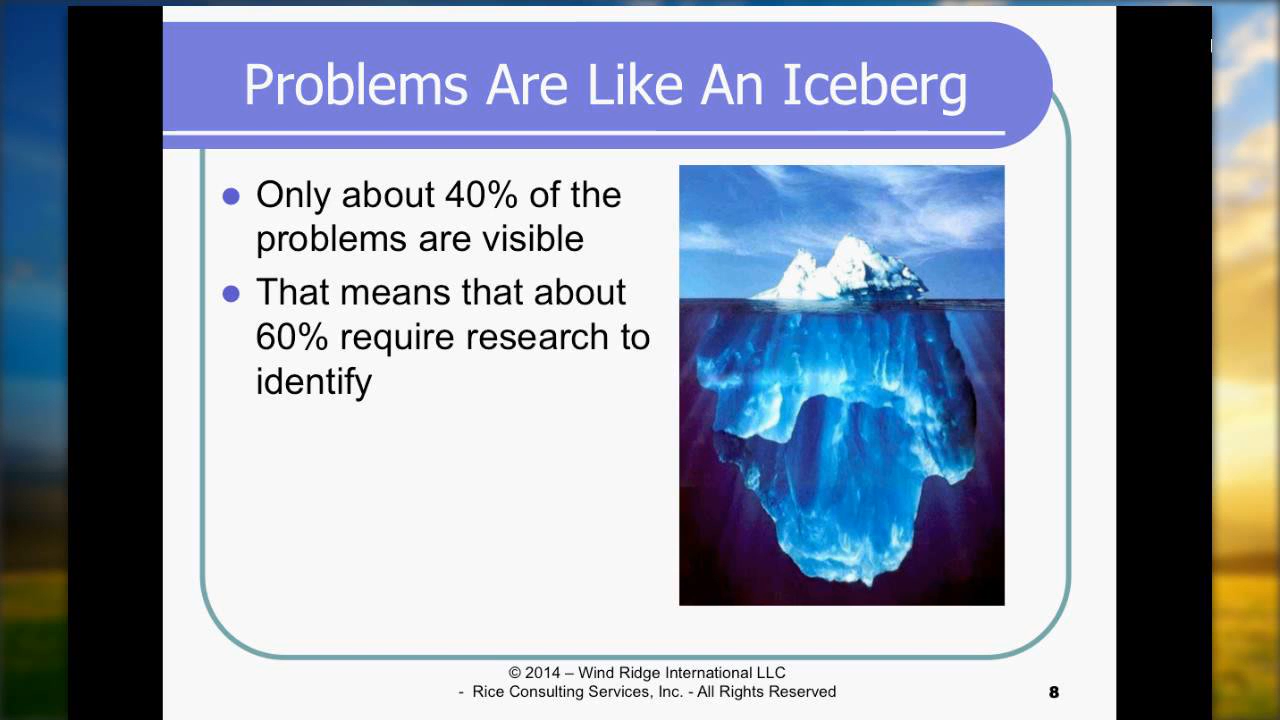 Problems Are Like An Iceberg
Only about 40% of the
problems are visible
That means that about
60% require research to
identify
© 2014 – Wind Ridge International LLC
- Rice Consulting Services, Inc. - All Rights Reserved
8